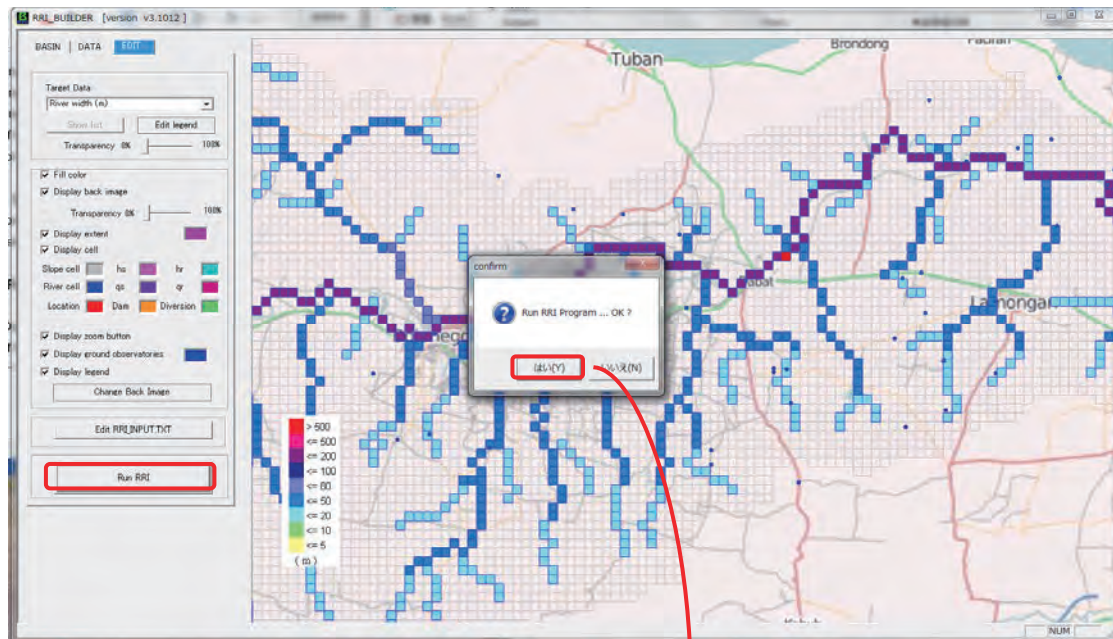 RRI_BUILDER [version v3.1012 ]
BASIN | DATA EDIT
Target Data
River width (m)
Show list Edit legend
Transparency 0% 100%
Fill color
Display back image
Transparency 0% 100%
Display extent
Display cell
Slope cell hs hr
River cell qs qr
Location Dam Diversion
Display zoom button
Display ground observatories
Display legend
Change Back Image
Edit RRI_INPUT.TXT
Run RRI
Tuban
Brondong
Paciran
confirm
Run RRI Program ... OK ?
はい(Y) いいえ(N)
abat
Lamongan
> 500
<= 500
<= 200
<= 100
<= 80
<= 50
<= 20
<= 10
<= 5
( m )
NUM